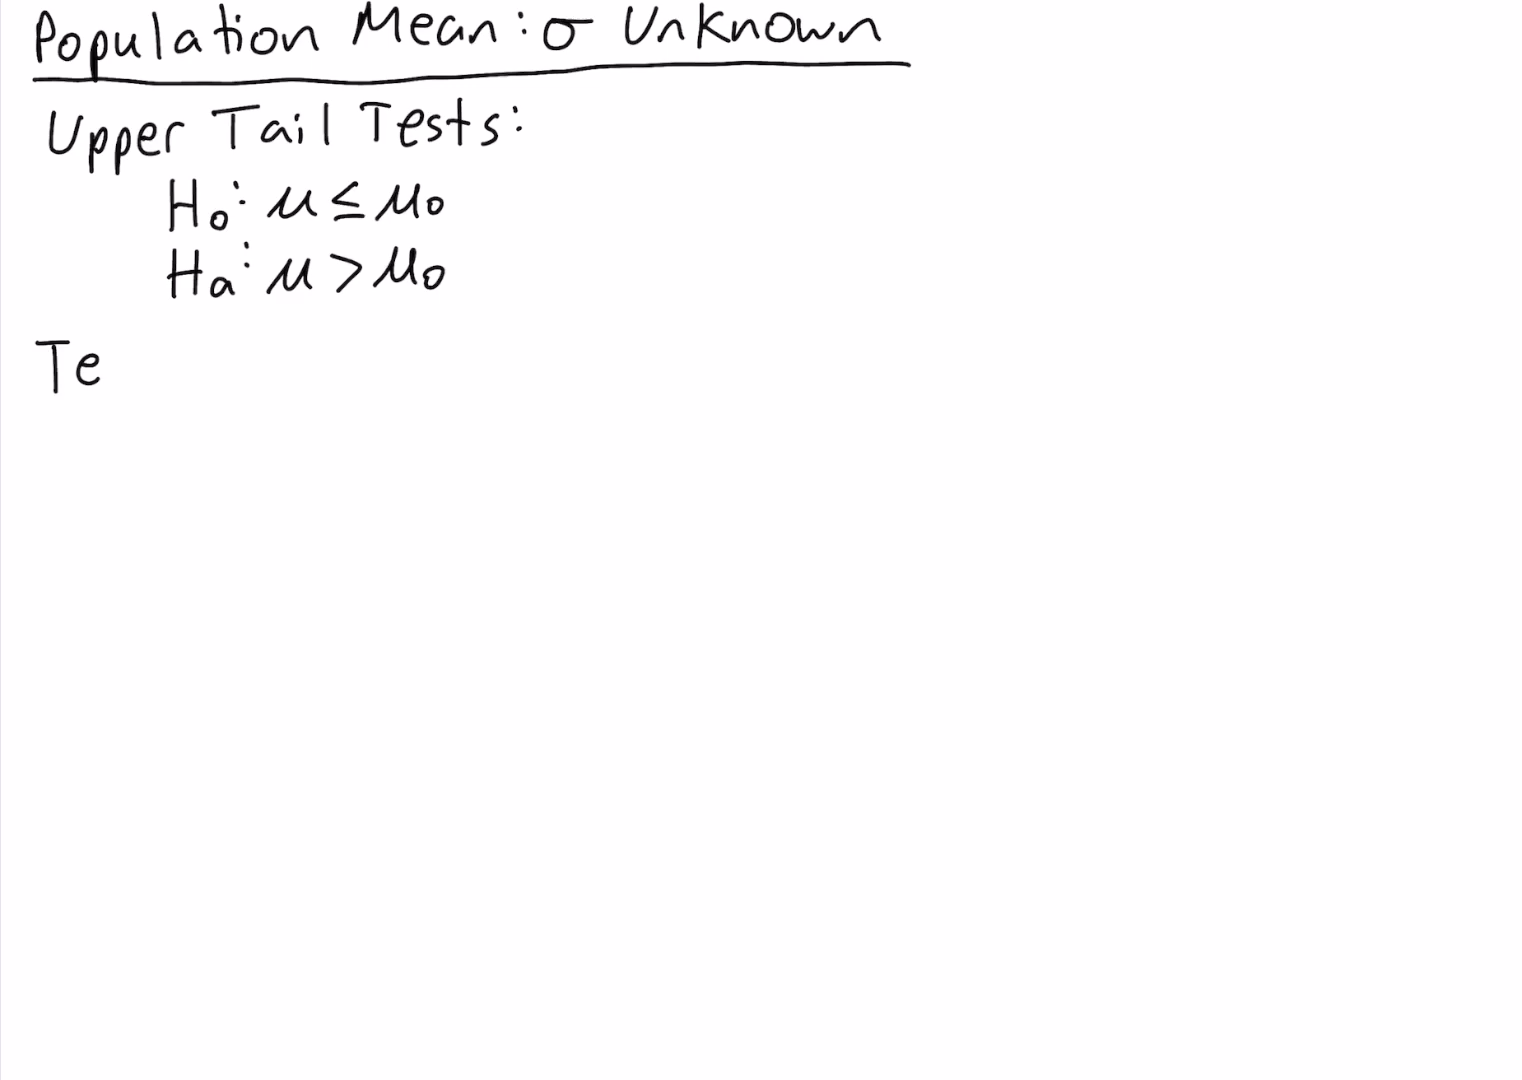 Population Mean: σ Unknown
Upper Tail Tests:
H₀: μ ≤ μ₀
Hₐ: μ > μ₀
Te